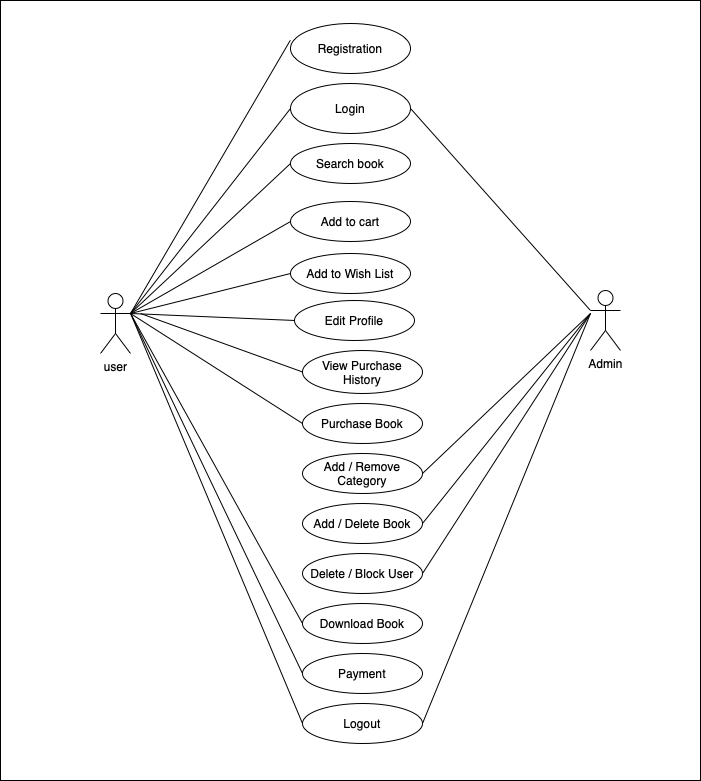 Registration
Login
Search book
Add to cart
Add to Wish List
Edit Profile
user
Admin
View Purchase
History
Purchase Book
Add / Remove
Category
Add / Delete Book
Delete / Block User
Download Book
Payment
Logout